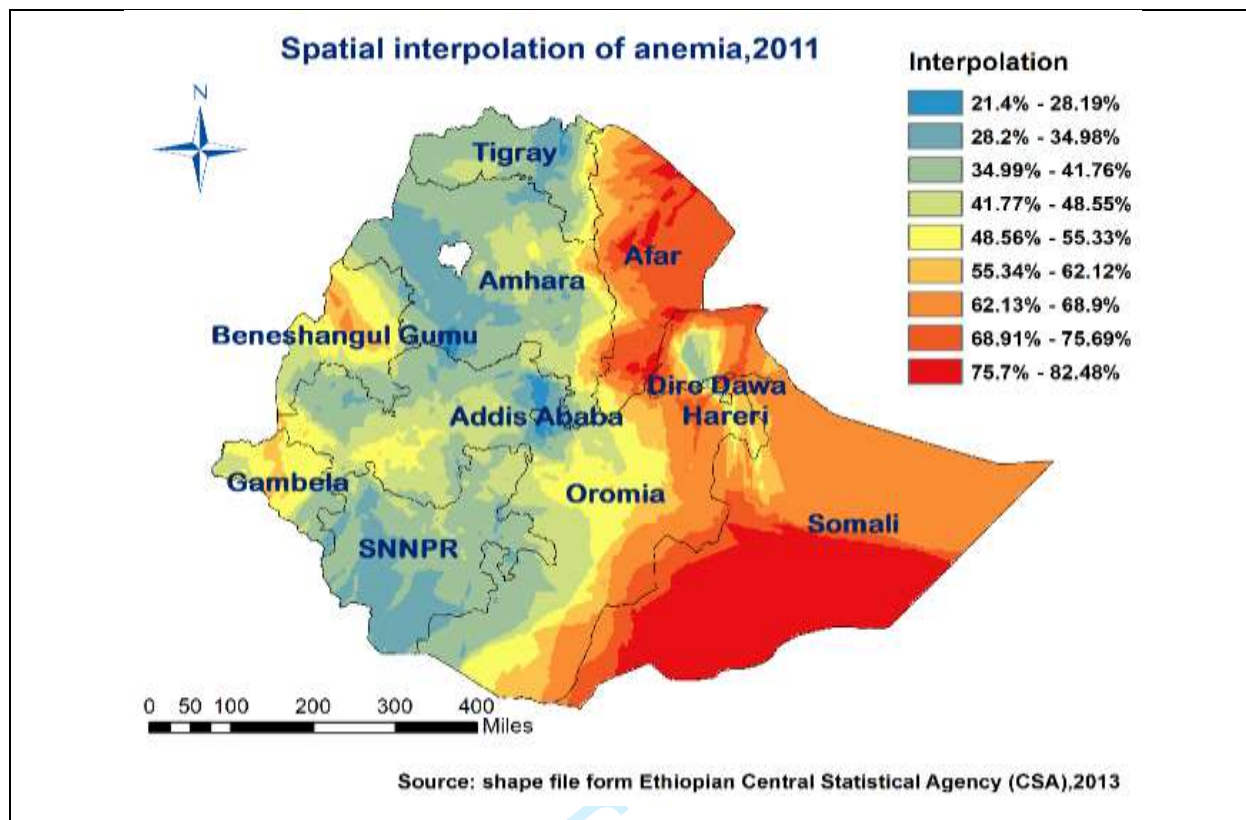 Spatial interpolation of anemia,2011
N
Interpolation
21.4% - 28.19%
28.2% - 34.98%
34.99% - 41.76%
41.77% - 48.55%
48.56% - 55.33%
55.34% - 62.12%
62.13% - 68.9%
68.91% - 75.69%
75.7% - 82.48%
Tigray
Afar
Amhara
Beneshangul Gumu
Diro Dawa
Addis Ababa
Hareri
Gambela
Oromia
Somali
SNNPR
0 50 100 200 300 400
Miles
Source: shape file form Ethiopian Central Statistical Agency (CSA),2013